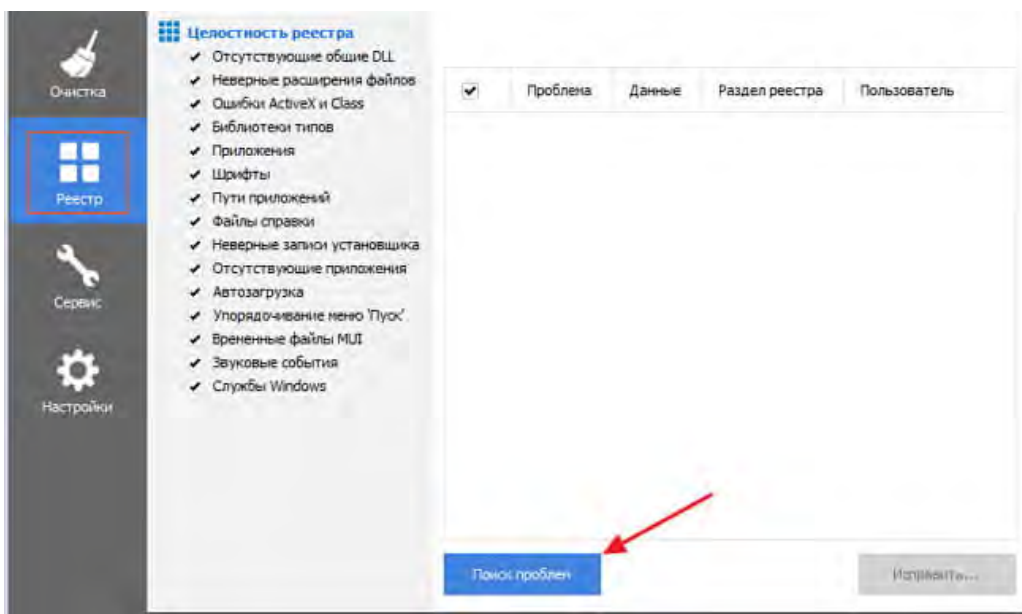 Очистка
Реестр
Сервис
Настройки
Целостность реестра
Отсутствующие общие DLL
Неверные расширения файлов
Ошибки ActiveX и Class
Библиотеки типов
Приложения
Шрифты
Пути приложений
Файлы справки
Неверные записи установщика
Отсутствующие приложения
Автозагрузка
Упорядочивание меню 'Пуск'
Временные файлы MUI
Звуковые события
Службы Windows
Проблема Данные Раздел реестра Пользователь
Поиск проблем
Исправить...